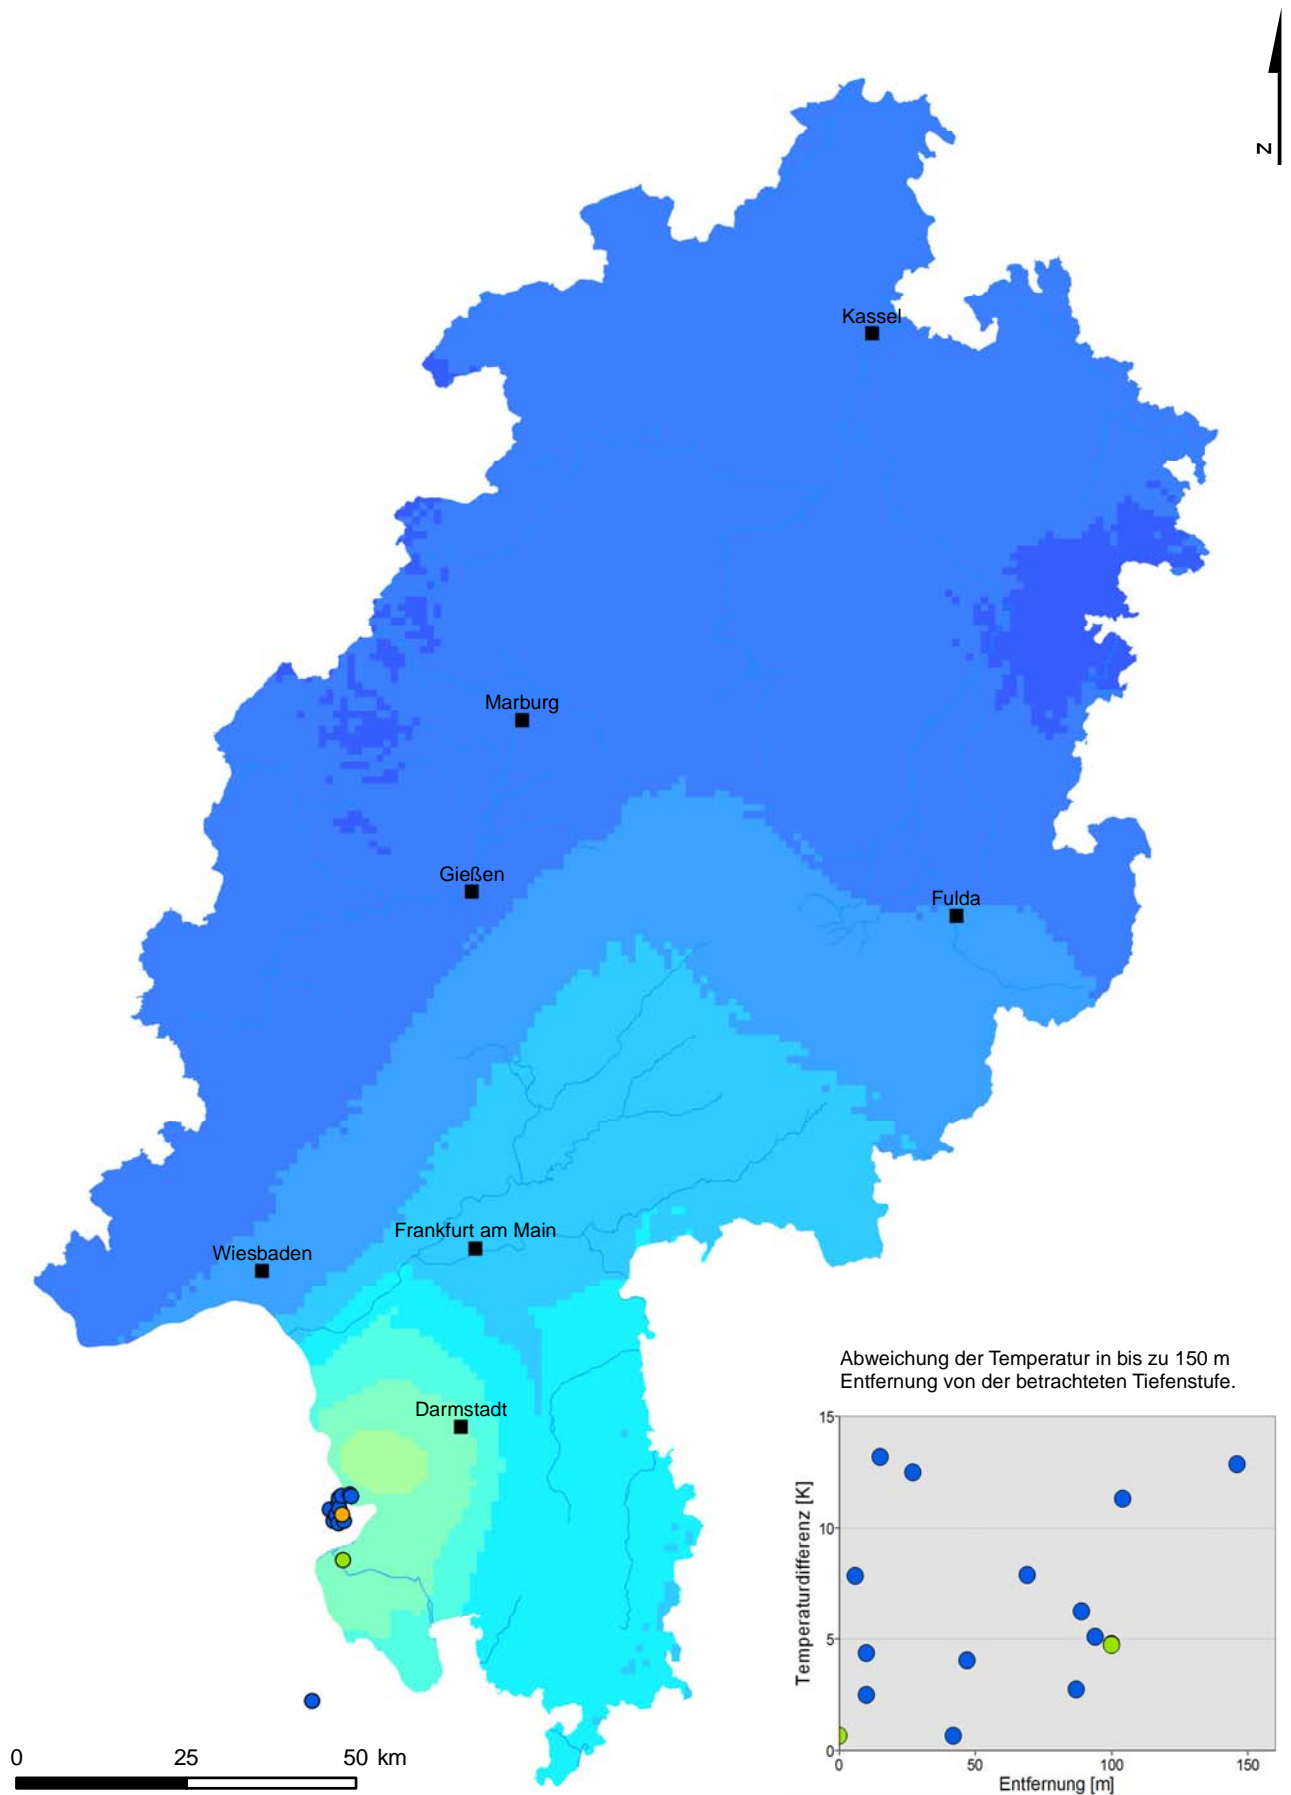 N
Kassel
Marburg
Gießen
Fulda
Frankfurt am Main
Wiesbaden
Darmstadt
Abweichung der Temperatur in bis zu 150 m
Entfernung von der betrachteten Tiefenstufe.
15
10
5
0
Temperaturdifferenz [K]
0 50 100 150
Entfernung [m]
0 25 50 km